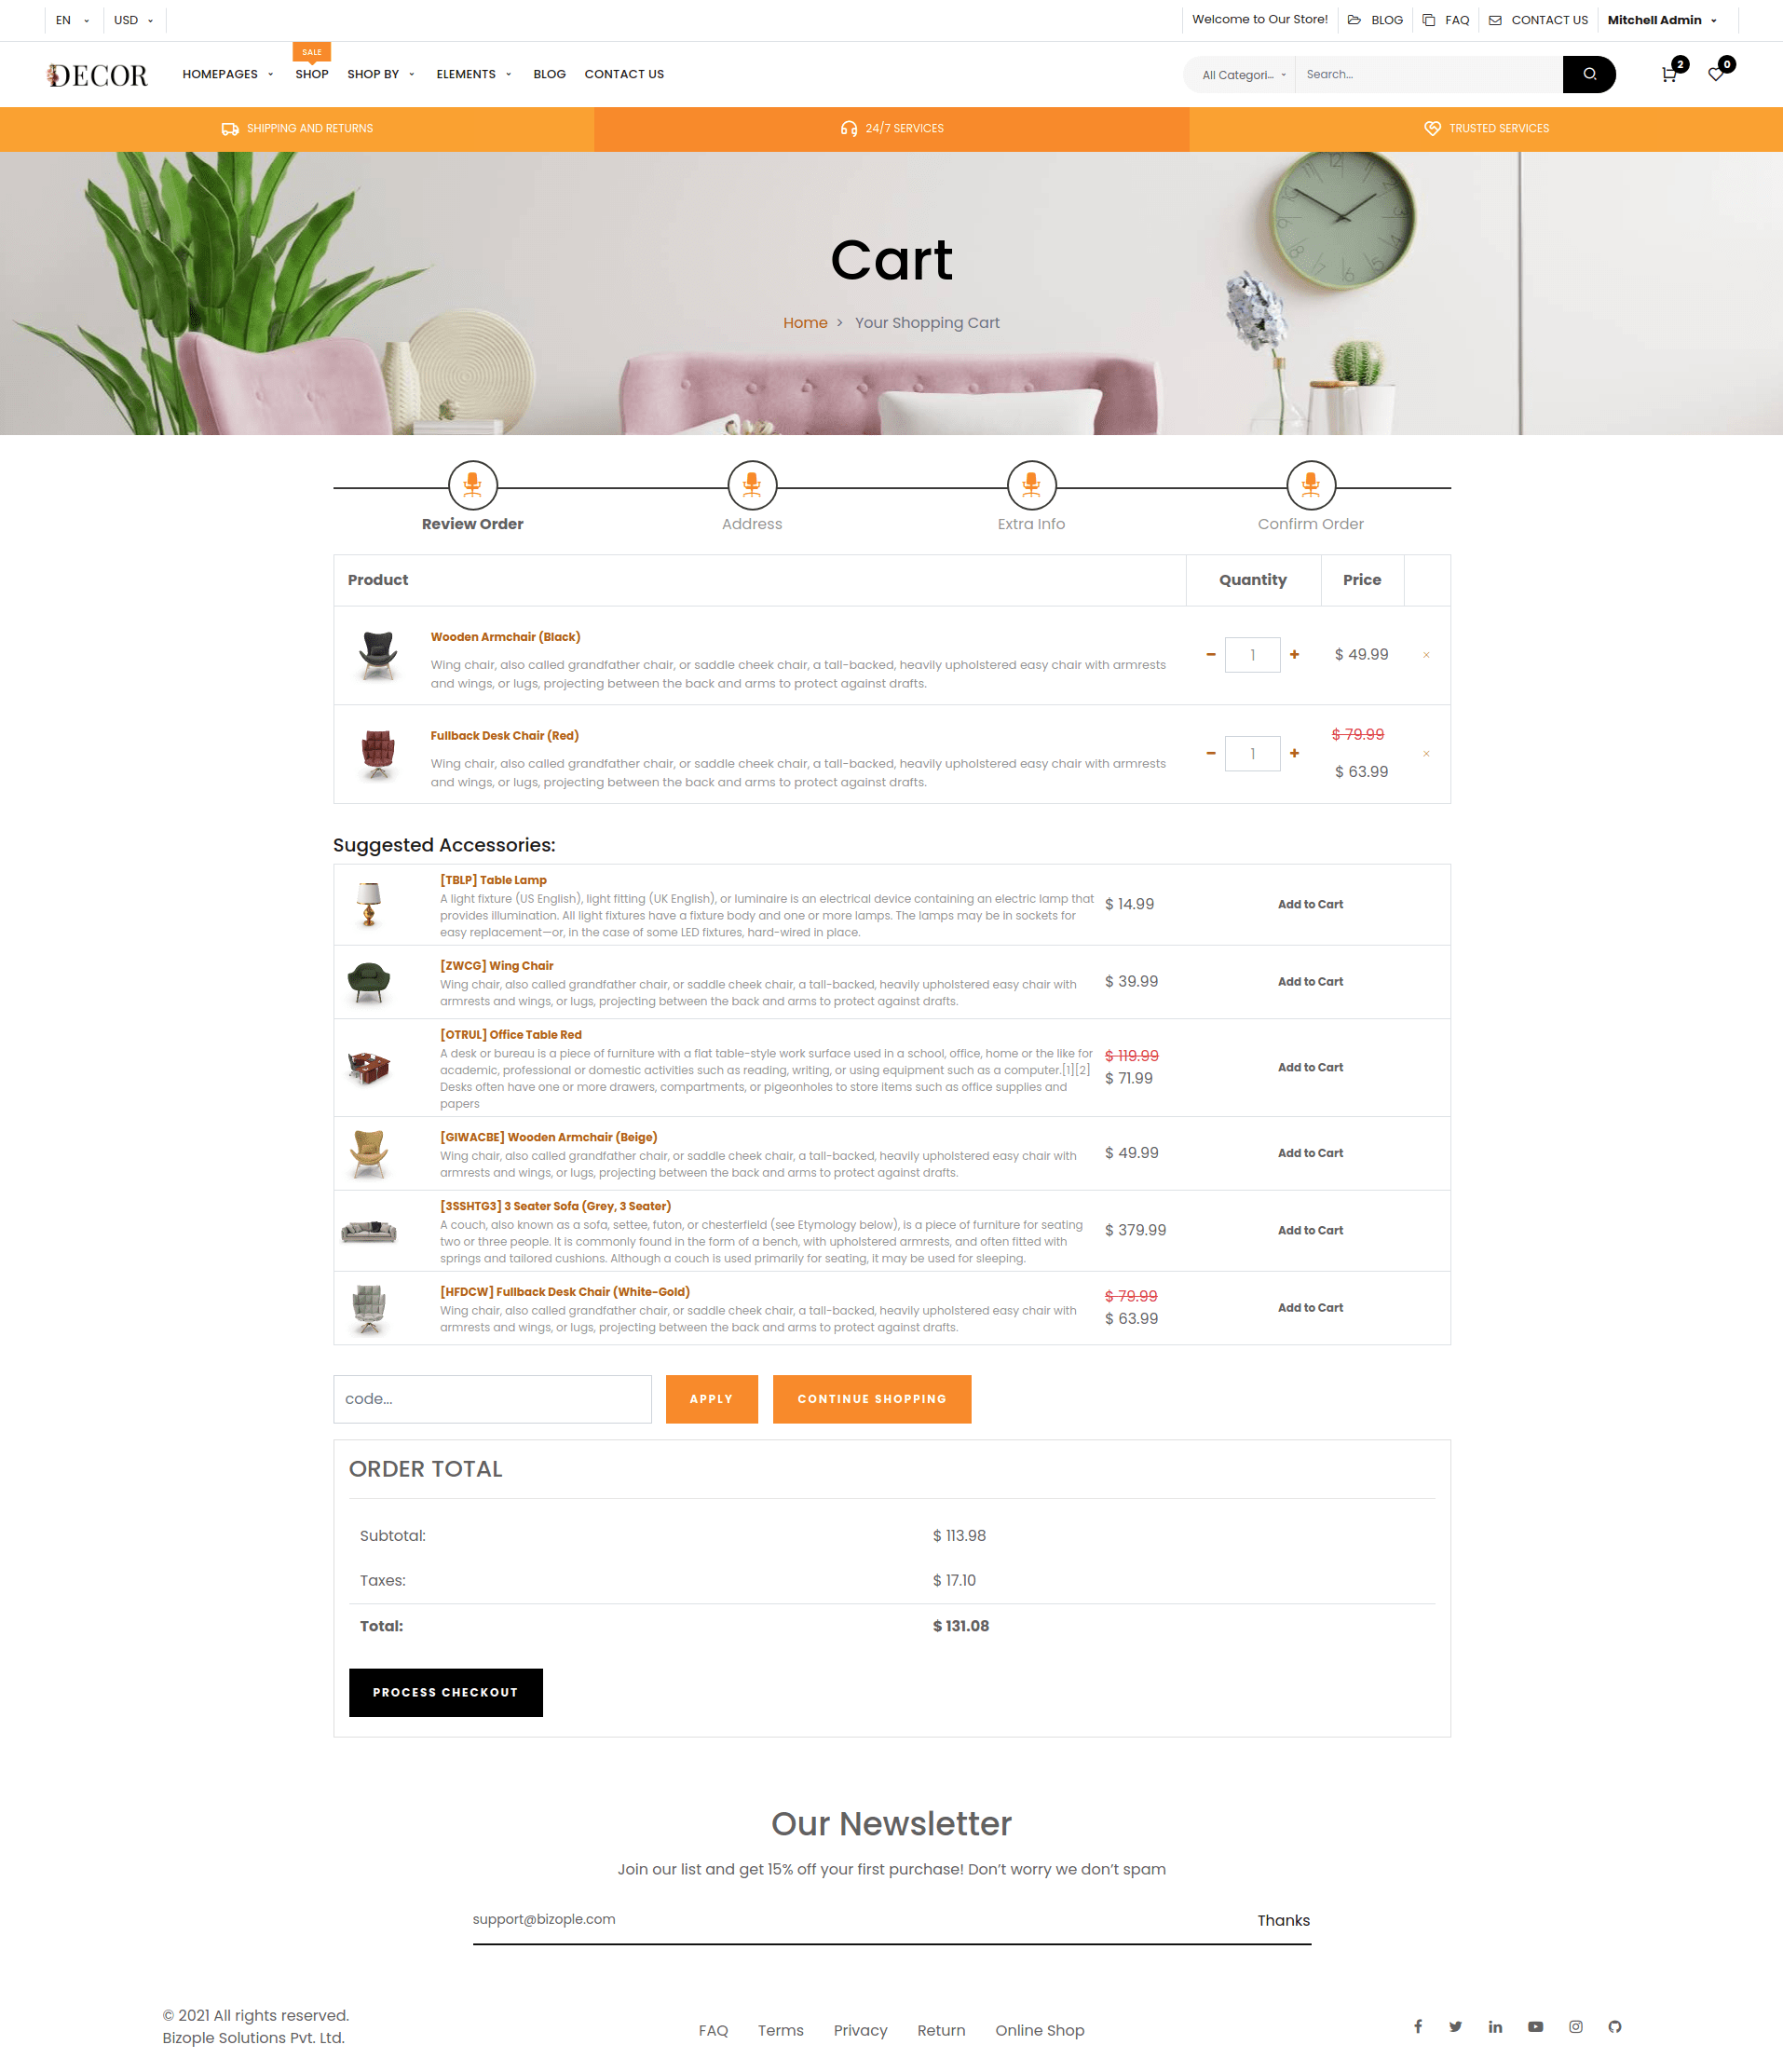 EN
USD
Welcome to Our Store!
BLOG
FAQ
CONTACT US
Mitchell Admin
DECOR
HOMEPAGES
SALE
SHOP
SHOP BY
ELEMENTS
BLOG
CONTACT US
All Categori...
Search...
2
0
SHIPPING AND RETURNS
24/7 SERVICES
TRUSTED SERVICES
Cart
Home > Your Shopping Cart
Review Order
Address
Extra Info
Confirm Order
Product
Quantity
Price
Wooden Armchair (Black)
Wing chair, also called grandfather chair, or saddle cheek chair, a tall-backed, heavily upholstered easy chair with armrests
and wings, or lugs, projecting between the back and arms to protect against drafts.
- 1 +
$ 49.99
×
Fullback Desk Chair (Red)
Wing chair, also called grandfather chair, or saddle cheek chair, a tall-backed, heavily upholstered easy chair with armrests
and wings, or lugs, projecting between the back and arms to protect against drafts.
- 1 +
$ 79.99
$ 63.99
×
Suggested Accessories:
[TBLP] Table Lamp
A light fixture (US English), light fitting (UK English), or luminaire is an electrical device containing an electric lamp that
provides illumination. All light fixtures have a fixture body and one or more lamps. The lamps may be in sockets for
easy replacement—or, in the case of some LED fixtures, hard-wired in place.
$ 14.99
Add to Cart
[ZWCG] Wing Chair
Wing chair, also called grandfather chair, or saddle cheek chair, a tall-backed, heavily upholstered easy chair with
armrests and wings, or lugs, projecting between the back and arms to protect against drafts.
$ 39.99
Add to Cart
[OTRUL] Office Table Red
A desk or bureau is a piece of furniture with a flat table-style work surface used in a school, office, home or the like for
academic, professional or domestic activities such as reading, writing, or using equipment such as a computer.[1][2]
Desks often have one or more drawers, compartments, or pigeonholes to store items such as office supplies and
papers
$ 119.99
$ 71.99
Add to Cart
[GIWACBE] Wooden Armchair (Beige)
Wing chair, also called grandfather chair, or saddle cheek chair, a tall-backed, heavily upholstered easy chair with
armrests and wings, or lugs, projecting between the back and arms to protect against drafts.
$ 49.99
Add to Cart
[3SSHTG3] 3 Seater Sofa (Grey, 3 Seater)
A couch, also known as a sofa, settee, futon, or chesterfield (see Etymology below), is a piece of furniture for seating
two or three people. It is commonly found in the form of a bench, with upholstered armrests, and often fitted with
springs and tailored cushions. Although a couch is used primarily for seating, it may be used for sleeping.
$ 379.99
Add to Cart
[HFDCW] Fullback Desk Chair (White-Gold)
Wing chair, also called grandfather chair, or saddle cheek chair, a tall-backed, heavily upholstered easy chair with
armrests and wings, or lugs, projecting between the back and arms to protect against drafts.
$ 79.99
$ 63.99
Add to Cart
code...
APPLY
CONTINUE SHOPPING
ORDER TOTAL
Subtotal:
$ 113.98
Taxes:
$ 17.10
Total:
$ 131.08
PROCESS CHECKOUT
Our Newsletter
Join our list and get 15% off your first purchase! Don’t worry we don’t spam
support@bizople.com
Thanks
© 2021 All rights reserved.
Bizople Solutions Pvt. Ltd.
FAQ
Terms
Privacy
Return
Online Shop